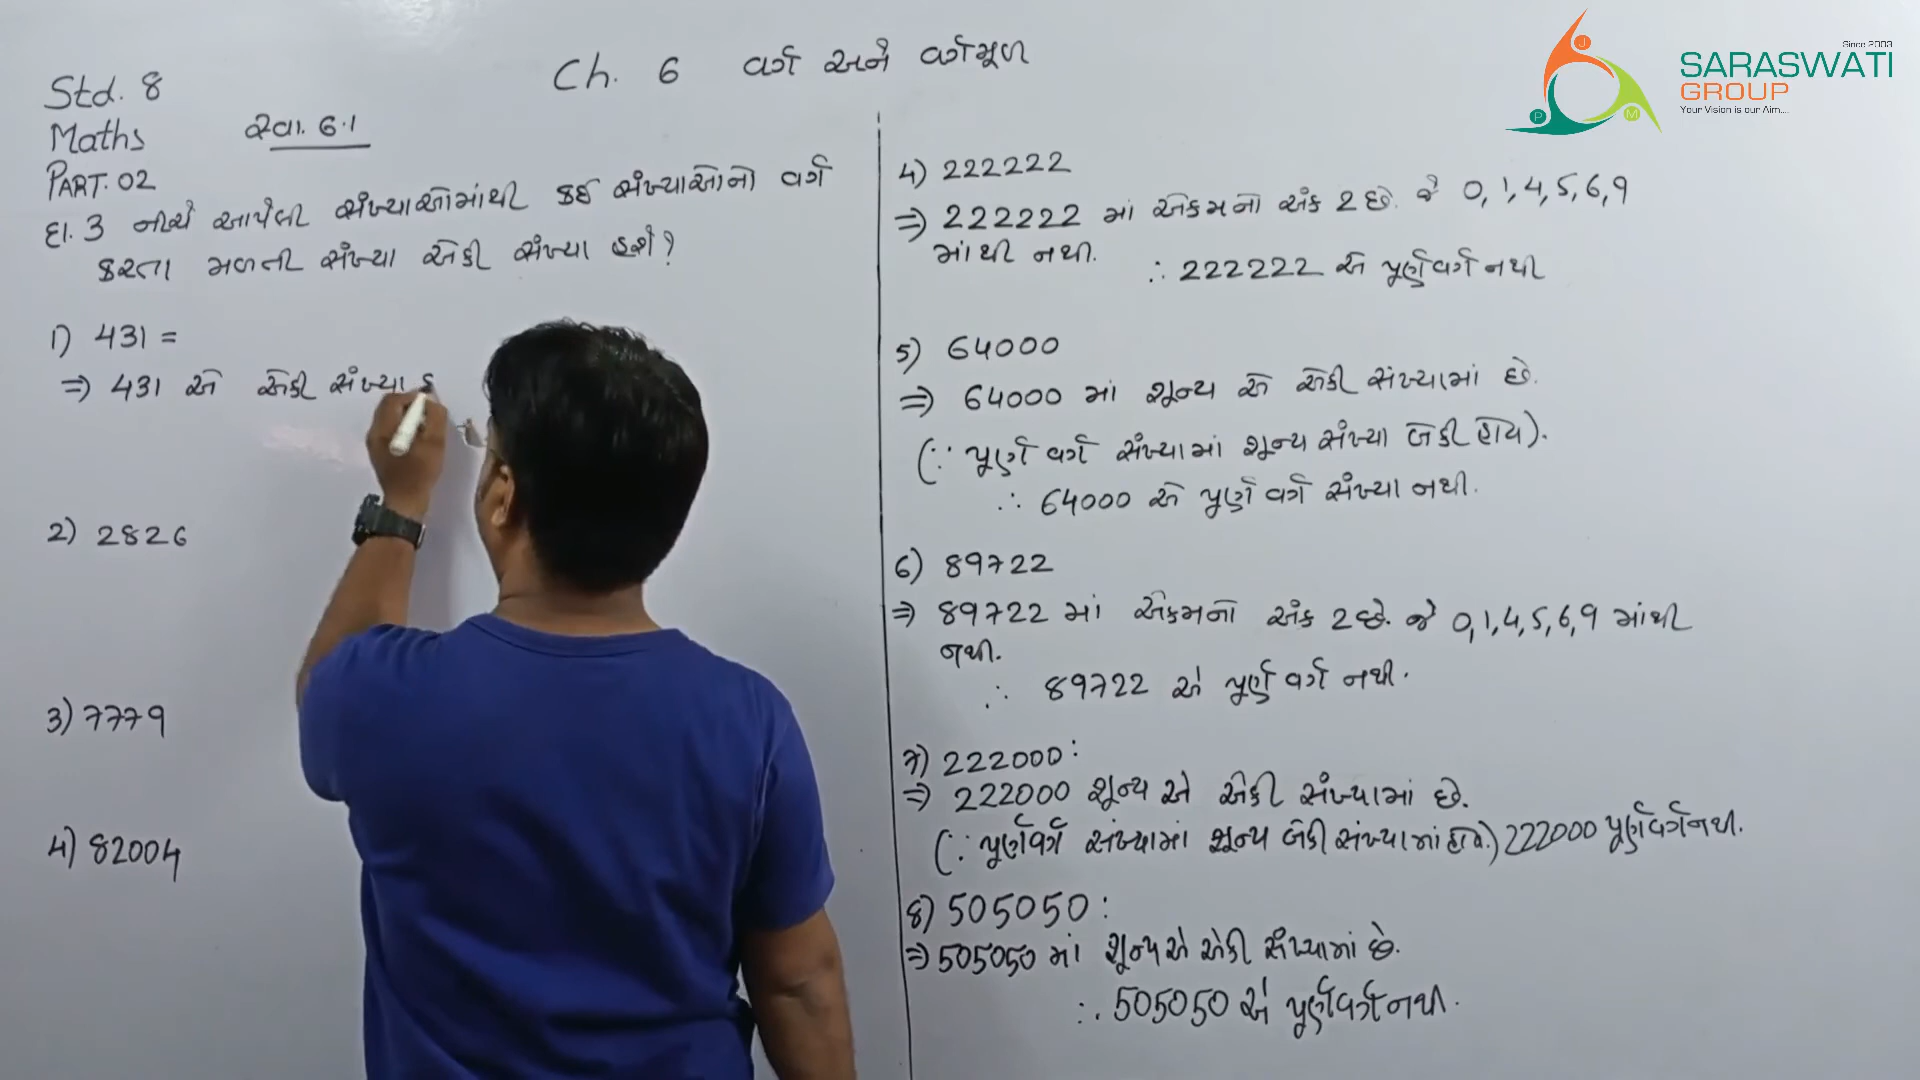 Std. 8
Maths
PART. 02
Ch. 6 વર્ગ અને વર્ગમૂળ
સ્વા. 6.1
દા. 3 નીચે આપેલી સંખ્યાઓમાંથી કઈ સંખ્યાઓનો વર્ગ
કરતા મળતી સંખ્યા એકી સંખ્યા હશે?
1) 431 =
⇒ 431 એ એકી સંખ્યા
2) 2826
3) 7779
4) 82004
4) 222222
⇒ 222222 માં એકમનો અંક 2 છે. જે 0, 1, 4, 5, 6, 9
માંથી નથી.
∴ 222222 એ પૂર્ણવર્ગ નથી
5) 64000
⇒ 64000 માં શૂન્ય એ એકી સંખ્યામાં છે.
(∵ પૂર્ણ વર્ગ સંખ્યામાં શૂન્ય સંખ્યા બેકી હોય).
∴ 64000 એ પૂર્ણ વર્ગ સંખ્યા નથી.
6) 89722
⇒ 89722 માં એકમનો અંક 2 છે. જે 0, 1, 4, 5, 6, 9 માંથી
નથી.
∴ 89722 એ પૂર્ણ વર્ગ નથી.
7) 222000 :
⇒ 222000 શૂન્ય એ એકી સંખ્યામાં છે.
(∵ પૂર્ણવર્ગ સંખ્યામાં શૂન્ય બેકી સંખ્યામાં હોય.) 222000 પૂર્ણવર્ગ નથી.
8) 505050 :
⇒ 505050 માં શૂન્ય એ એકી સંખ્યામાં છે.
∴ 505050 એ પૂર્ણવર્ગ નથી.
Since 2003
SARASWATI
GROUP
Your Vision is our Aim....
J
P
M